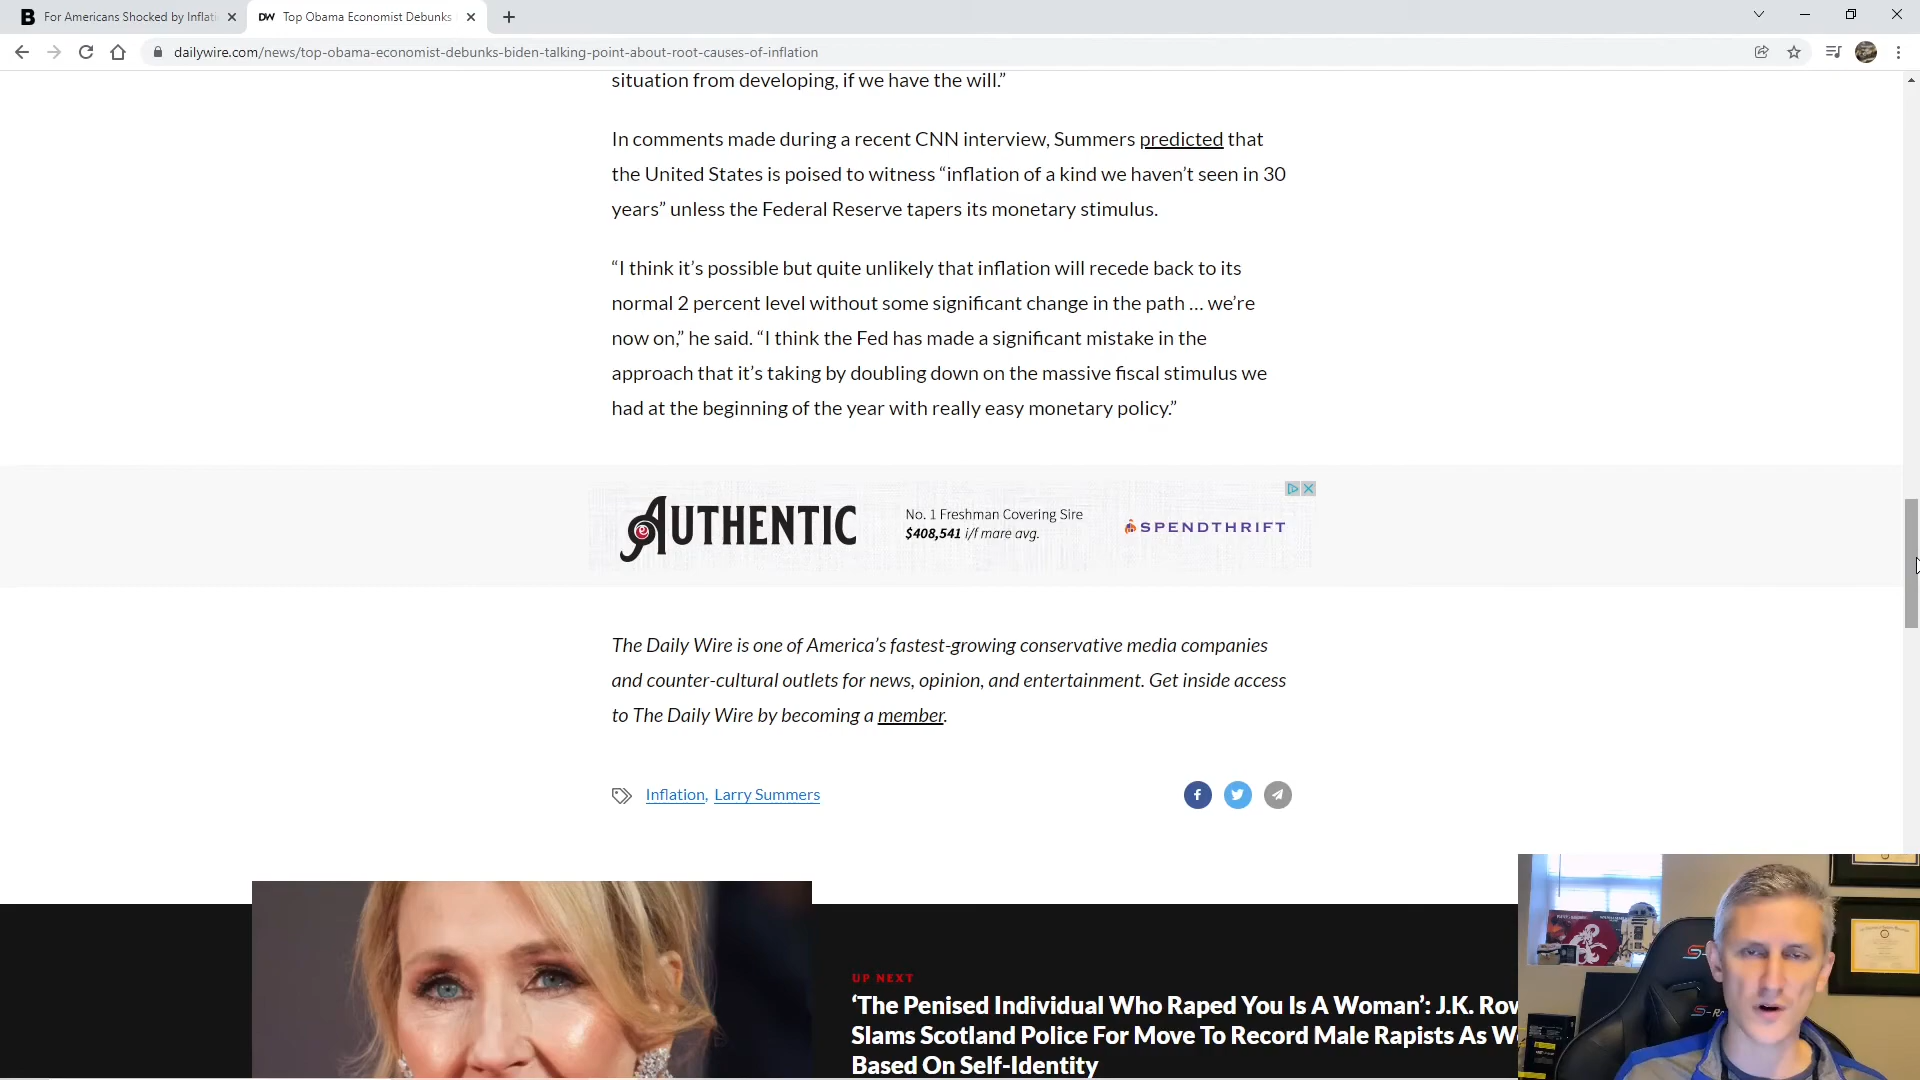 For Americans Shocked by Inflati
DW Top Obama Economist Debunks
dailywire.com/news/top-obama-economist-debunks-biden-talking-point-about-root-causes-of-inflation
situation from developing, if we have the will.”
In comments made during a recent CNN interview, Summers predicted that
the United States is poised to witness “inflation of a kind we haven’t seen in 30
years” unless the Federal Reserve tapers its monetary stimulus.
“I think it’s possible but quite unlikely that inflation will recede back to its
normal 2 percent level without some significant change in the path … we’re
now on,” he said. “I think the Fed has made a significant mistake in the
approach that it’s taking by doubling down on the massive fiscal stimulus we
had at the beginning of the year with really easy monetary policy.”
AUTHENTIC
No. 1 Freshman Covering Sire
$408,541 i/f mare avg.
SPENDTHRIFT
The Daily Wire is one of America’s fastest-growing conservative media companies
and counter-cultural outlets for news, opinion, and entertainment. Get inside access
to The Daily Wire by becoming a member.
Inflation, Larry Summers
UP NEXT
‘The Penised Individual Who Raped You Is A Woman’: J.K. Row
Slams Scotland Police For Move To Record Male Rapists As W
Based On Self-Identity